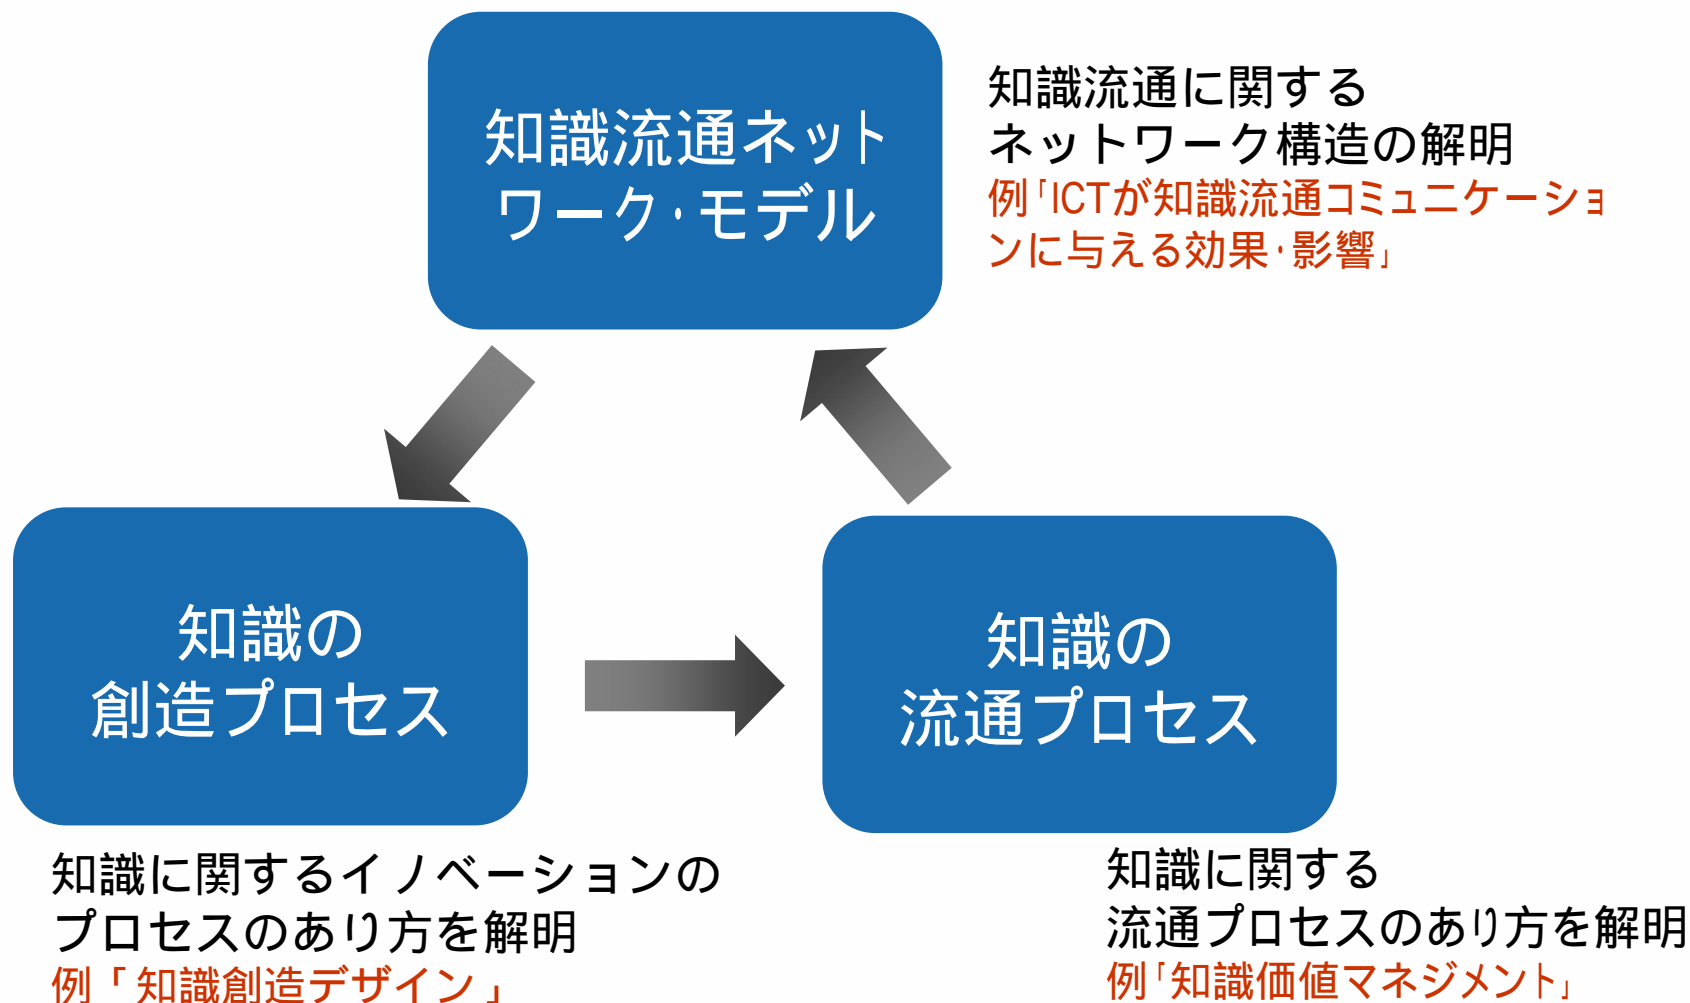 知識流通ネット
ワーク・モデル
知識流通に関する
ネットワーク構造の解明
例「ICTが知識流通コミュニケーショ
ンに与える効果・影響」
知識の
創造プロセス
知識の
流通プロセス
知識に関するイノベーションの
プロセスのあり方を解明
例「知識創造デザイン」
知識に関する
流通プロセスのあり方を解明
例「知識価値マネジメント」